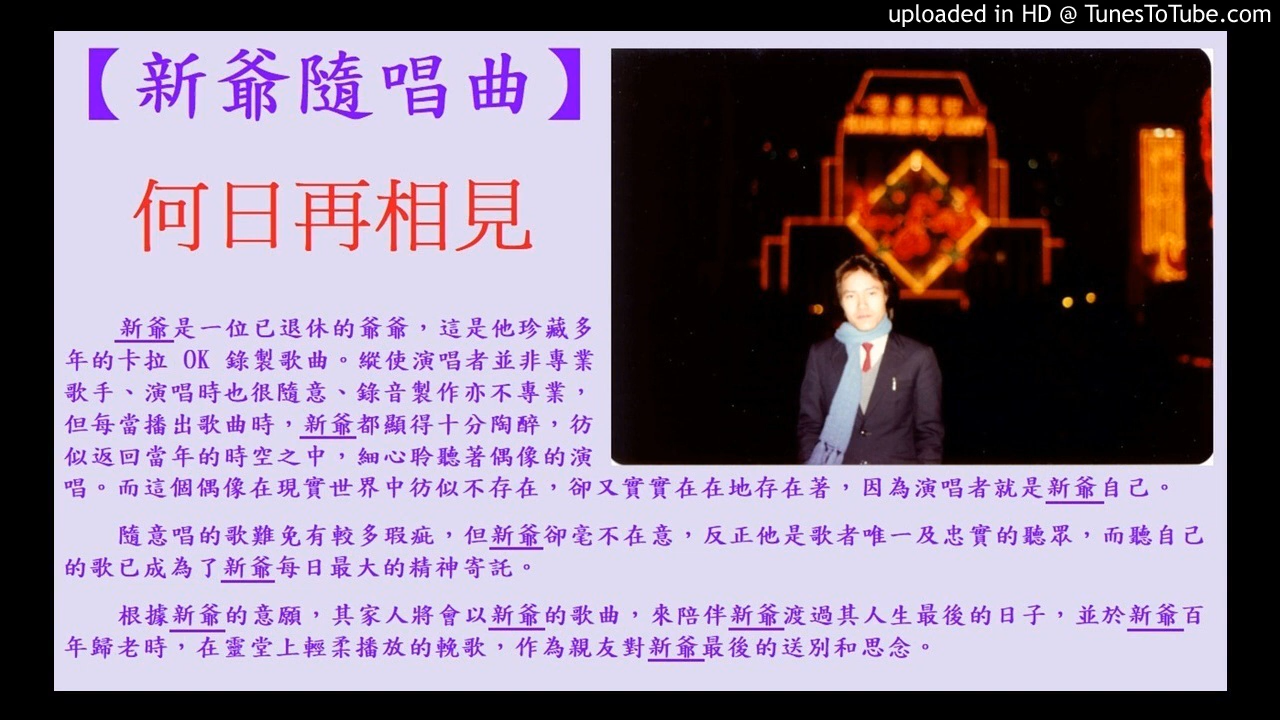 uploaded in HD @ TunesToTube.com
【新爺隨唱曲】
何日再相見
新爺是一位已退休的爺爺，這是他珍藏多
年的卡拉 OK 錄製歌曲。縱使演唱者並非專業
歌手、演唱時也很隨意、錄音製作亦不專業，
但每當播出歌曲時，新爺都顯得十分陶醉，彷
似返回當年的時空之中，細心聆聽著偶像的演
唱。而這個偶像在現實世界中彷似不存在，卻又實實在在地存在著，因為演唱者就是新爺自己。
隨意唱的歌難免有較多瑕疵，但新爺卻毫不在意，反正他是歌者唯一及忠實的聽眾，而聽自己
的歌已成為了新爺每日最大的精神寄託。
根據新爺的意願，其家人將會以新爺的歌曲，來陪伴新爺渡過其人生最後的日子，並於新爺百
年歸老時，在靈堂上輕柔播放的輓歌，作為親友對新爺最後的送別和思念。